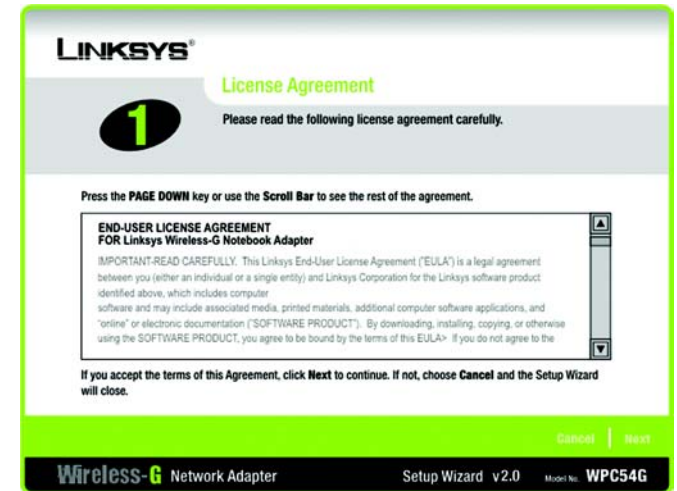 LINKSYS®
License Agreement
1
Please read the following license agreement carefully.
Press the PAGE DOWN key or use the Scroll Bar to see the rest of the agreement.
END-USER LICENSE AGREEMENT
FOR Linksys Wireless-G Notebook Adapter
IMPORTANT-READ CAREFULLY. This Linksys End-User License Agreement ("EULA") is a legal agreement
between you (either an individual or a single entity) and Linksys Corporation for the Linksys software product
identified above, which includes computer
software and may include associated media, printed materials, additional computer software applications, and
"online" or electronic documentation ("SOFTWARE PRODUCT"). By downloading, installing, copying, or otherwise
using the SOFTWARE PRODUCT, you agree to be bound by the terms of this EULA> If you do not agree to the
If you accept the terms of this Agreement, click Next to continue. If not, choose Cancel and the Setup Wizard
will close.
Cancel Next
Wireless-G Network Adapter Setup Wizard v2.0 Model No. WPC54G